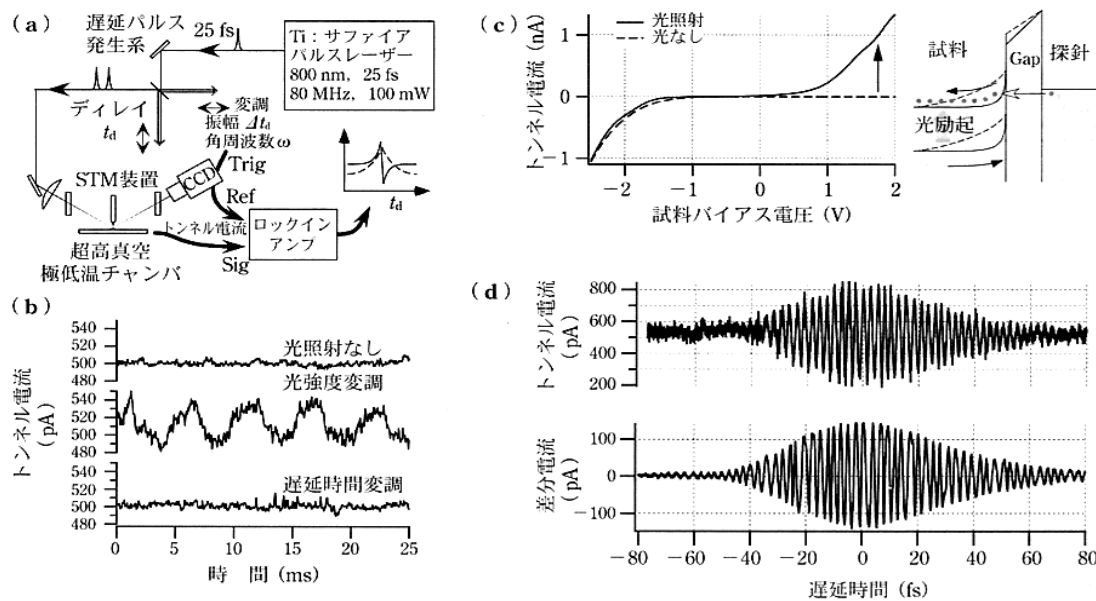 (a)
遅延パルス
発生系
25 fs
Ti：サファイア
パルスレーザー
800 nm，25 fs
80 MHz，100 mW
ディレイ
td
変調
振幅 Δtd
角周波数ω
Trig
CCD
STM装置
Ref
トンネル電流
ロックイン
アンプ
Sig
td
超高真空
極低温チャンバ
(b)
トンネル電流
(pA)
540
520
500
480
光照射なし
540
520
500
480
光強度変調
540
520
500
480
遅延時間変調
0 5 10 15 20 25
時　間 (ms)
(c)
トンネル電流 (nA)
1
0
−1
光照射
光なし
−2 −1 0 1 2
試料バイアス電圧 (V)
試料
Gap
探針
光励起
(d)
トンネル電流
(pA)
800
600
400
200
差分電流
(pA)
100
0
−100
−80 −60 −40 −20 0 20 40 60 80
遅延時間 (fs)